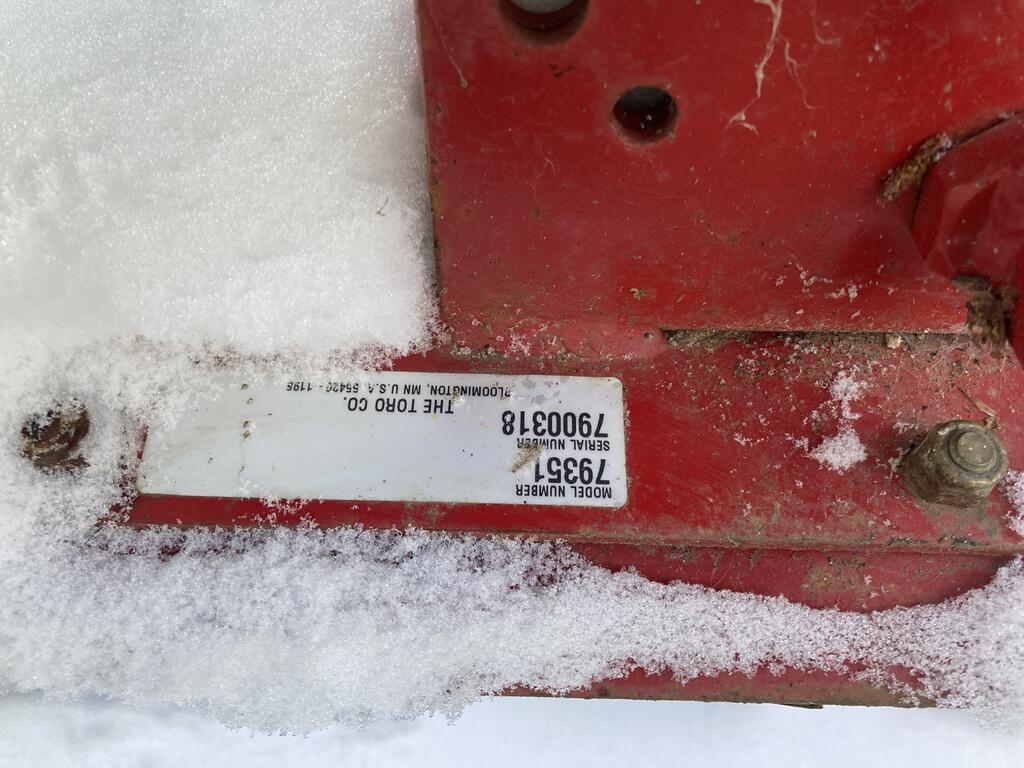 MODEL NUMBER
79351
SERIAL NUMBER
7900318
THE TORO CO.
BLOOMINGTON, MN U.S.A. 55420 - 1196